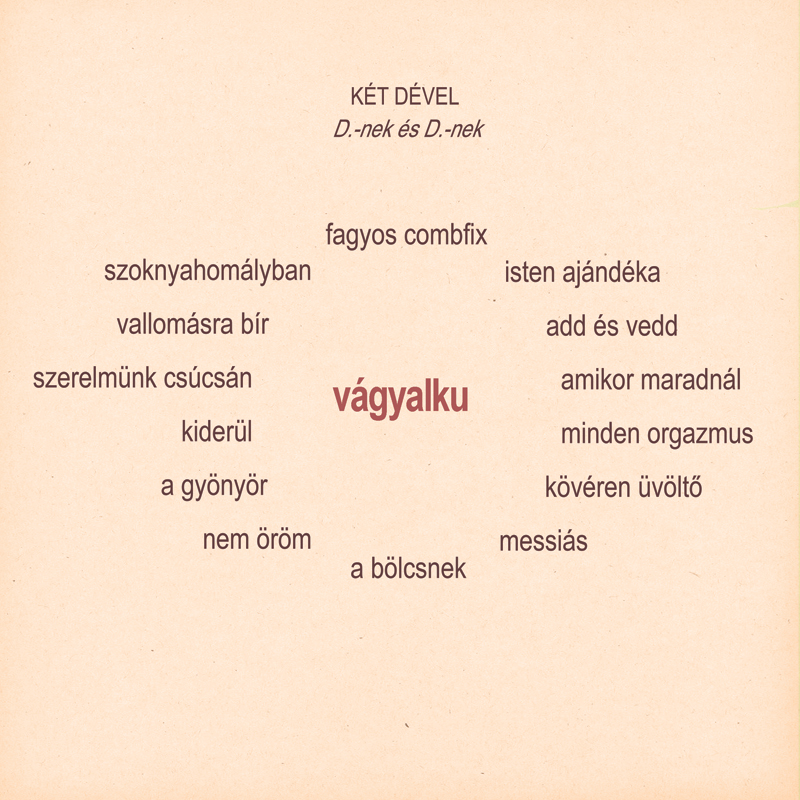 KÉT DÉVEL
D.-nek és D.-nek
fagyos combfix
szoknyahomályban
isten ajándéka
vallomásra bír
add és vedd
szerelmünk csúcsán
amikor maradnál
vágyalku
kiderül
minden orgazmus
a gyönyör
kövéren üvöltő
nem öröm
messiás
a bölcsnek